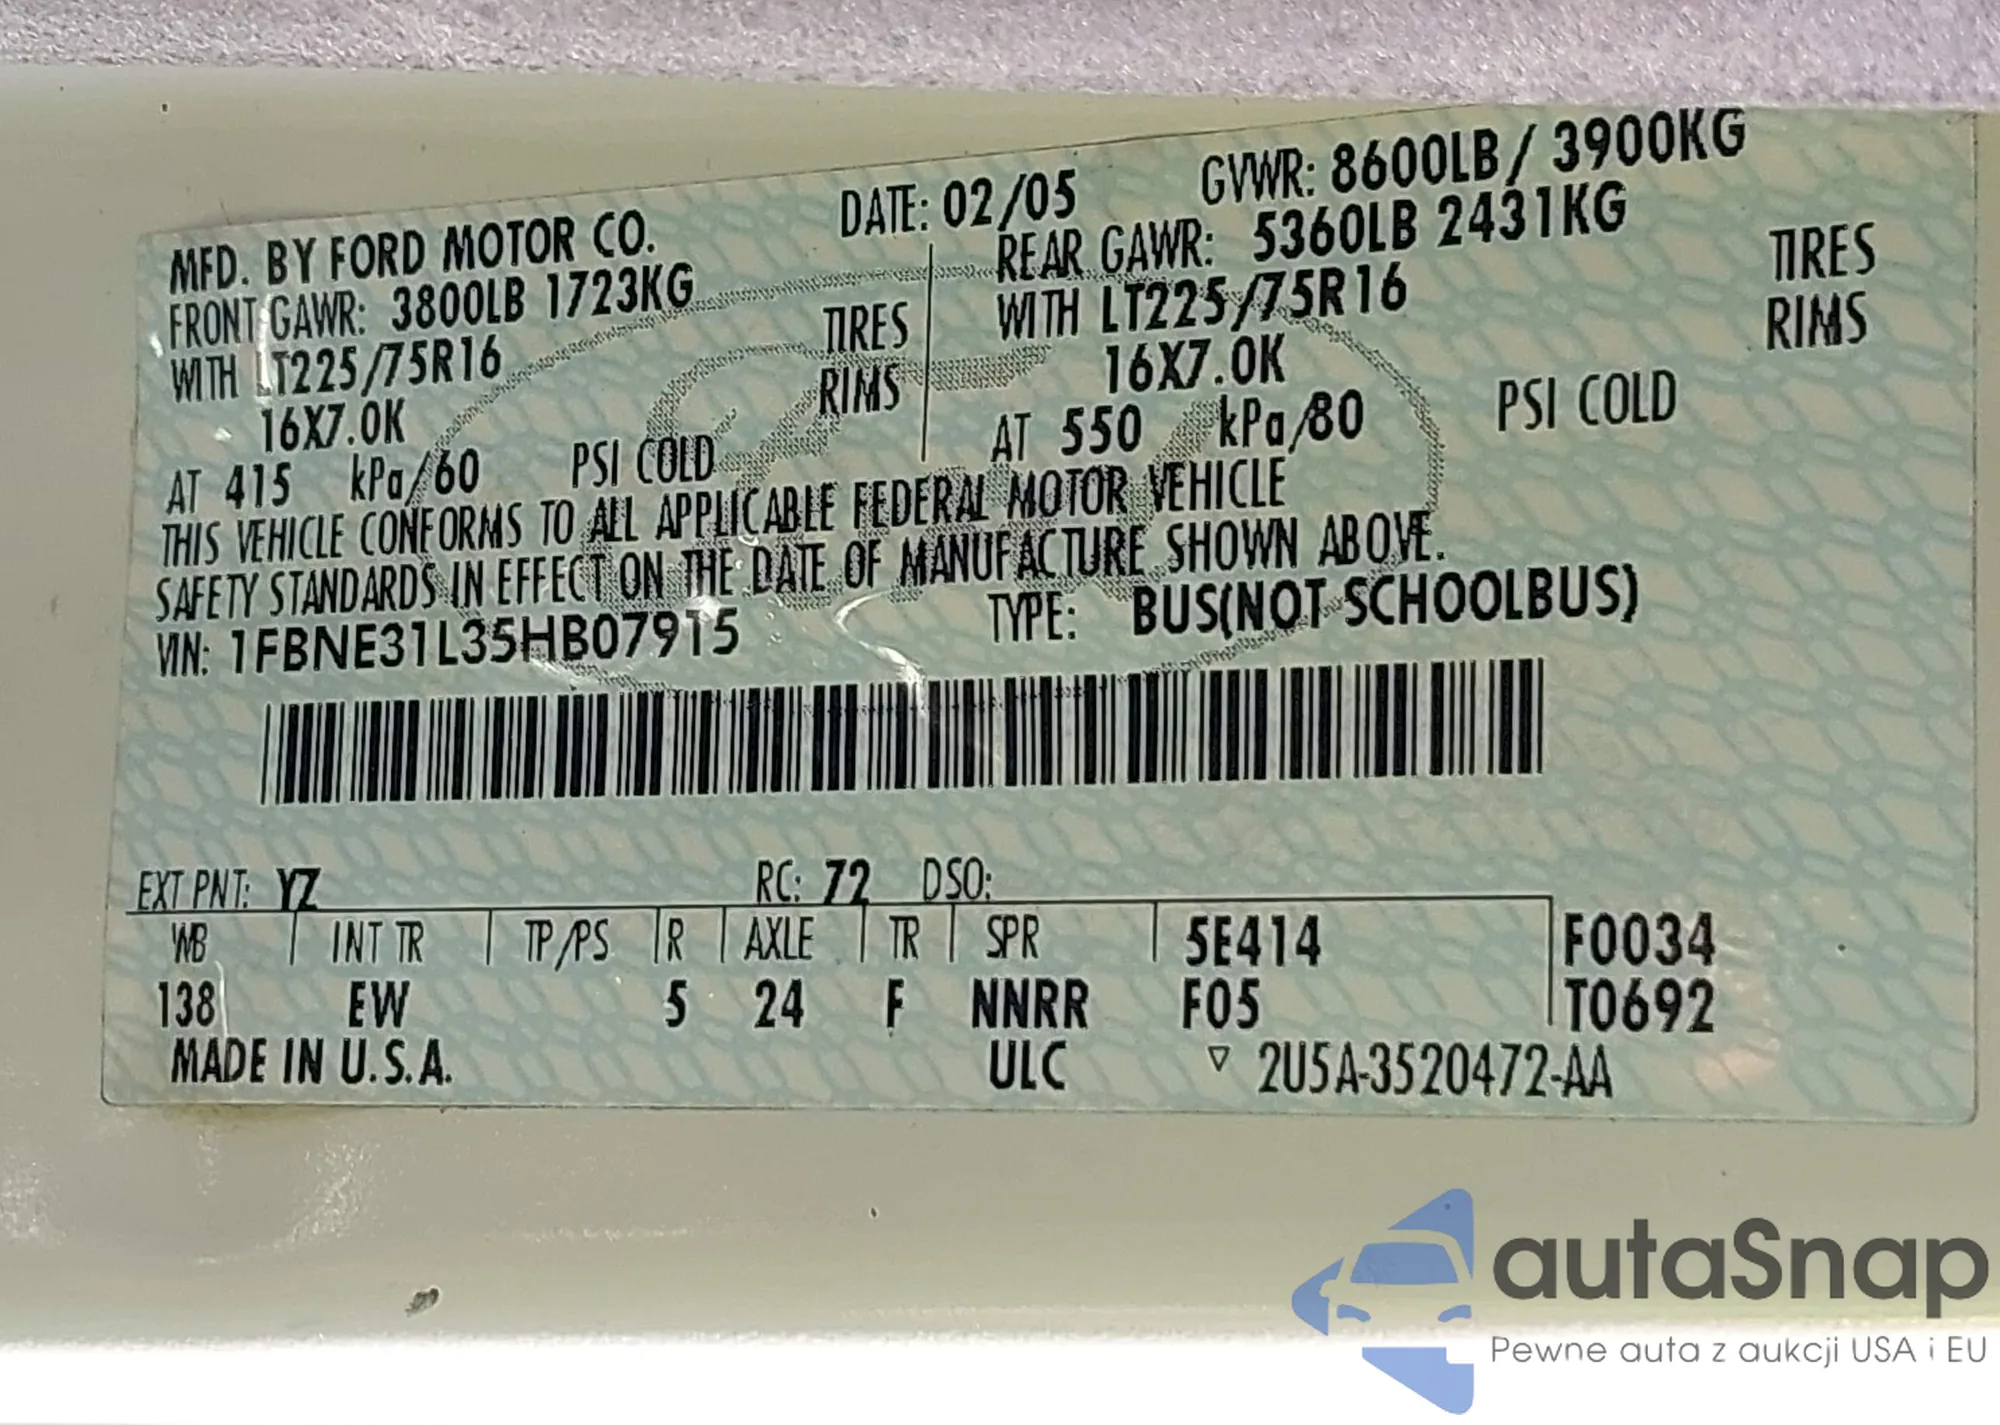 MFD. BY FORD MOTOR CO. DATE: 02/05 GVWR: 8600LB / 3900KG
FRONT GAWR: 3800LB 1723KG REAR GAWR: 5360LB 2431KG
WITH LT225/75R16 TIRES WITH LT225/75R16 TIRES
16X7.0K RIMS 16X7.0K RIMS
AT 415 kPa/60 PSI COLD AT 550 kPa/80 PSI COLD
THIS VEHICLE CONFORMS TO ALL APPLICABLE FEDERAL MOTOR VEHICLE
SAFETY STANDARDS IN EFFECT ON THE DATE OF MANUFACTURE SHOWN ABOVE.
VIN: 1FBNE31L35HB07915 TYPE: BUS(NOT SCHOOLBUS)
EXT PNT: YZ RC: 72 DSO:
WB INT TR TP/PS R AXLE TR SPR 5E414 F0034
138 EW 5 24 F NNRR F05 T0692
MADE IN U.S.A. ULC ▽ 2U5A-3520472-AA
autaSnap
Pewne auta z aukcji USA i EU